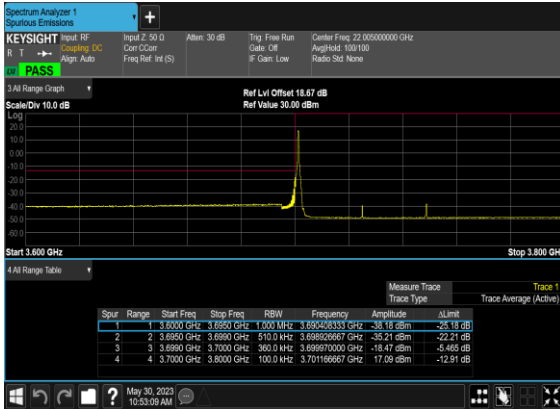 Spectrum Analyzer 1
Spurious Emissions
+
KEYSIGHT Input: RF Input Z: 50 Ω Atten: 30 dB Trig: Free Run Center Freq: 22.005000000 GHz
R T Coupling: DC Corr CCorr Gate: Off Avg|Hold: 100/100
Align: Auto Freq Ref: Int (S) IF Gain: Low Radio Std: None
PASS
3 All Range Graph
Ref Lvl Offset 18.67 dB
Scale/Div 10.0 dB Ref Value 30.00 dBm
Log
20.0
10.0
0.00
-10.0
-20.0
-30.0
-40.0
-50.0
-60.0
Start 3.600 GHz Stop 3.800 GH
4 All Range Table
Measure Trace Trace 1
Trace Type Trace Average (Active)
Spur Range Start Freq Stop Freq RBW Frequency Amplitude ΔLimit
1 1 3.6000 GHz 3.6950 GHz 1.000 MHz 3.690408333 GHz -38.18 dBm -25.18 dB
2 2 3.6950 GHz 3.6990 GHz 510.0 kHz 3.698926667 GHz -35.21 dBm -22.21 dB
3 3 3.6990 GHz 3.7000 GHz 360.0 kHz 3.699970000 GHz -18.47 dBm -5.465 dB
4 4 3.7000 GHz 3.8000 GHz 100.0 kHz 3.701166667 GHz 17.09 dBm -12.91 dB
? May 30, 2023
10:53:09 AM